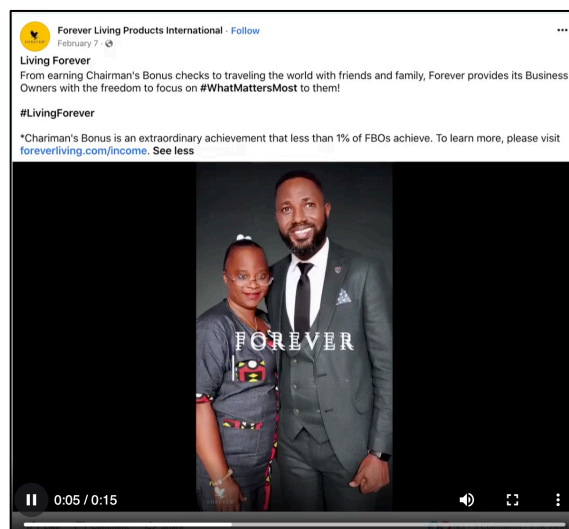 Forever Living Products International · Follow
February 7 ·
Living Forever
From earning Chairman's Bonus checks to traveling the world with friends and family, Forever provides its Business
Owners with the freedom to focus on #WhatMattersMost to them!
#LivingForever
*Chariman's Bonus is an extraordinary achievement that less than 1% of FBOs achieve. To learn more, please visit
foreverliving.com/income. See less
FOREVER
0:05 / 0:15